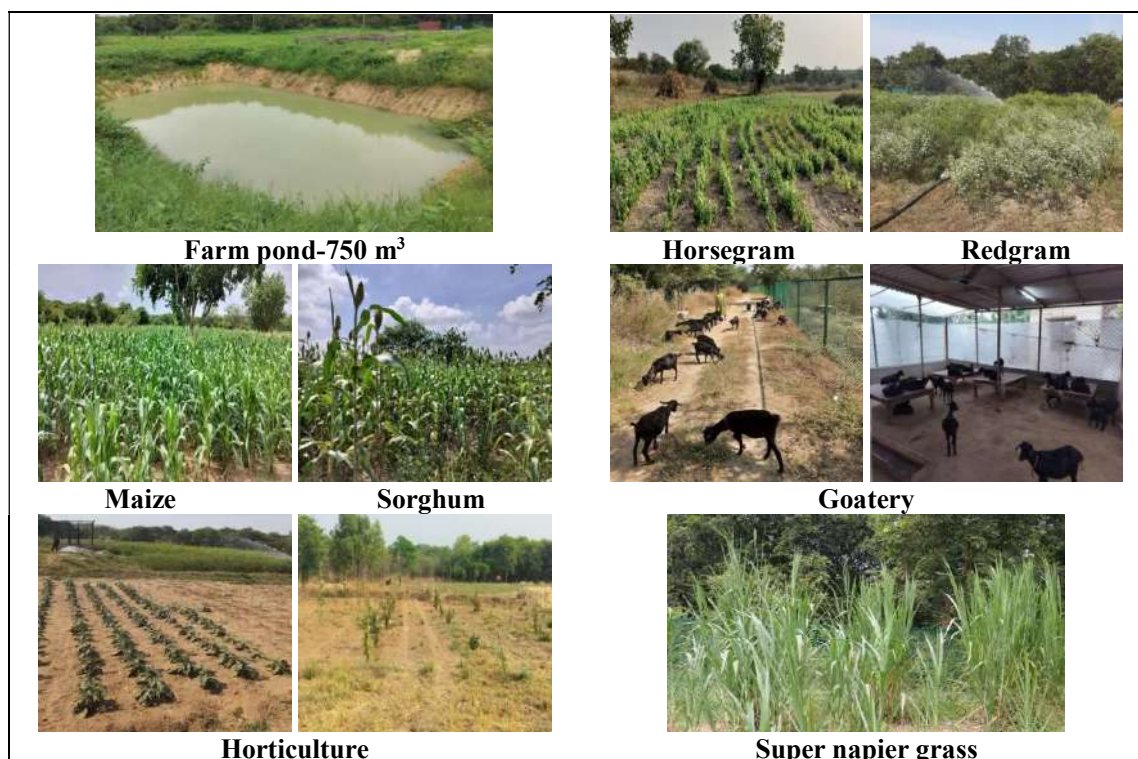 Farm pond-750 m³
Horsegram Redgram
Maize Sorghum
Goatery
Horticulture
Super napier grass